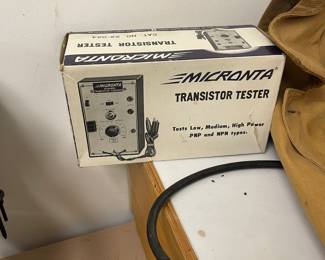 MICRONTA
TRANSISTOR TESTER
MICRONTA
TRANSISTOR TESTER
Tests Low, Medium, High Power
PNP and NPN types.